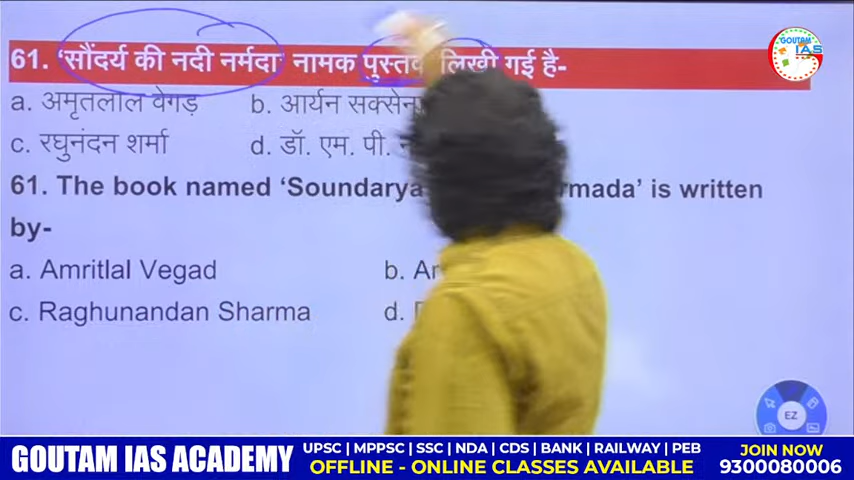 61. 'सौंदर्य की नदी नर्मदा' नामक पुस्तक लिखी गई है-
a. अमृतलाल वेगड़ b. आर्यन सक्सेना
c. रघुनंदन शर्मा d. डॉ. एम. पी.
61. The book named 'Soundarya is written
by-
a. Amritlal Vegad b.
c. Raghunandan Sharma d.
GOUTAM IAS
EZ
GOUTAM IAS ACADEMY
UPSC | MPPSC | SSC | NDA | CDS | BANK | RAILWAY | PEB
OFFLINE - ONLINE CLASSES AVAILABLE
JOIN NOW
9300080006